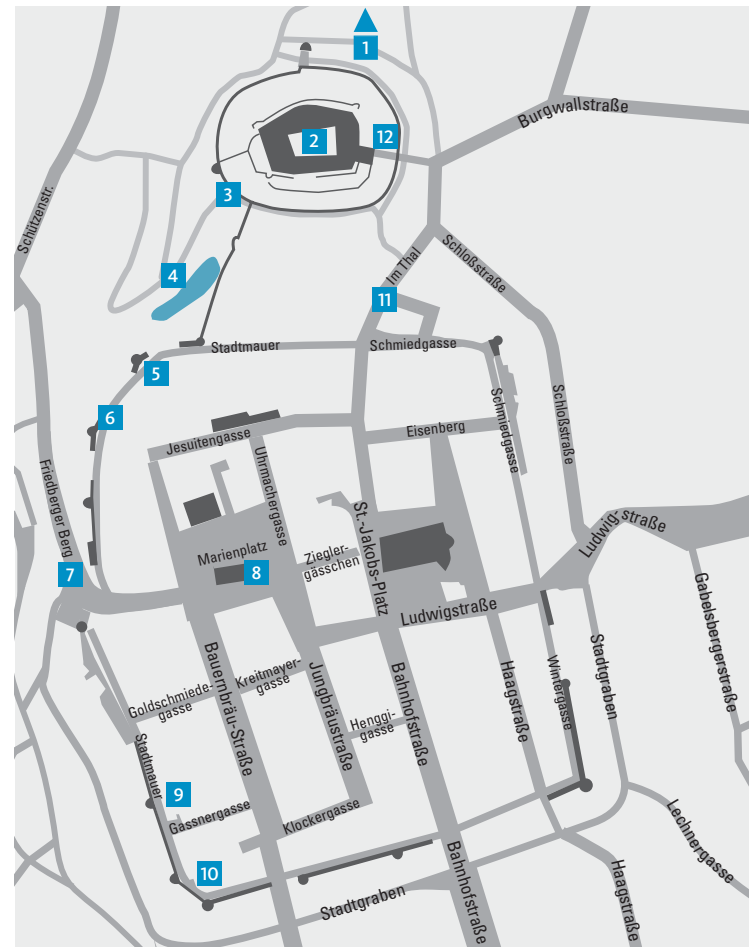 1
Burgwallstraße
2
12
3
Schützenstr.
4
Im Thal
Schloßstraße
11
Stadtmauer
Schmiedgasse
5
6
Schmiedgasse
Schloßstraße
Jesuitengasse
Eisenberg
Uhrmachergasse
Friedberger Berg
St.-Jakobs-Platz
Ludwigstraße
Marienplatz
Ziegler-
gässchen
7
8
Ludwigstraße
Gabelsbergerstraße
Bauernbräu-Straße
Kreitmayer-
gasse
Jungbräustraße
Bahnhofstraße
Haagstraße
Wintergasse
Stadtgraben
Goldschmiede-
gasse
Henggi-
gasse
Stadtmauer
9
Gassnergasse
Klockergasse
Lechnergasse
10
Stadtgraben
Bahnhofstraße
Haagstraße